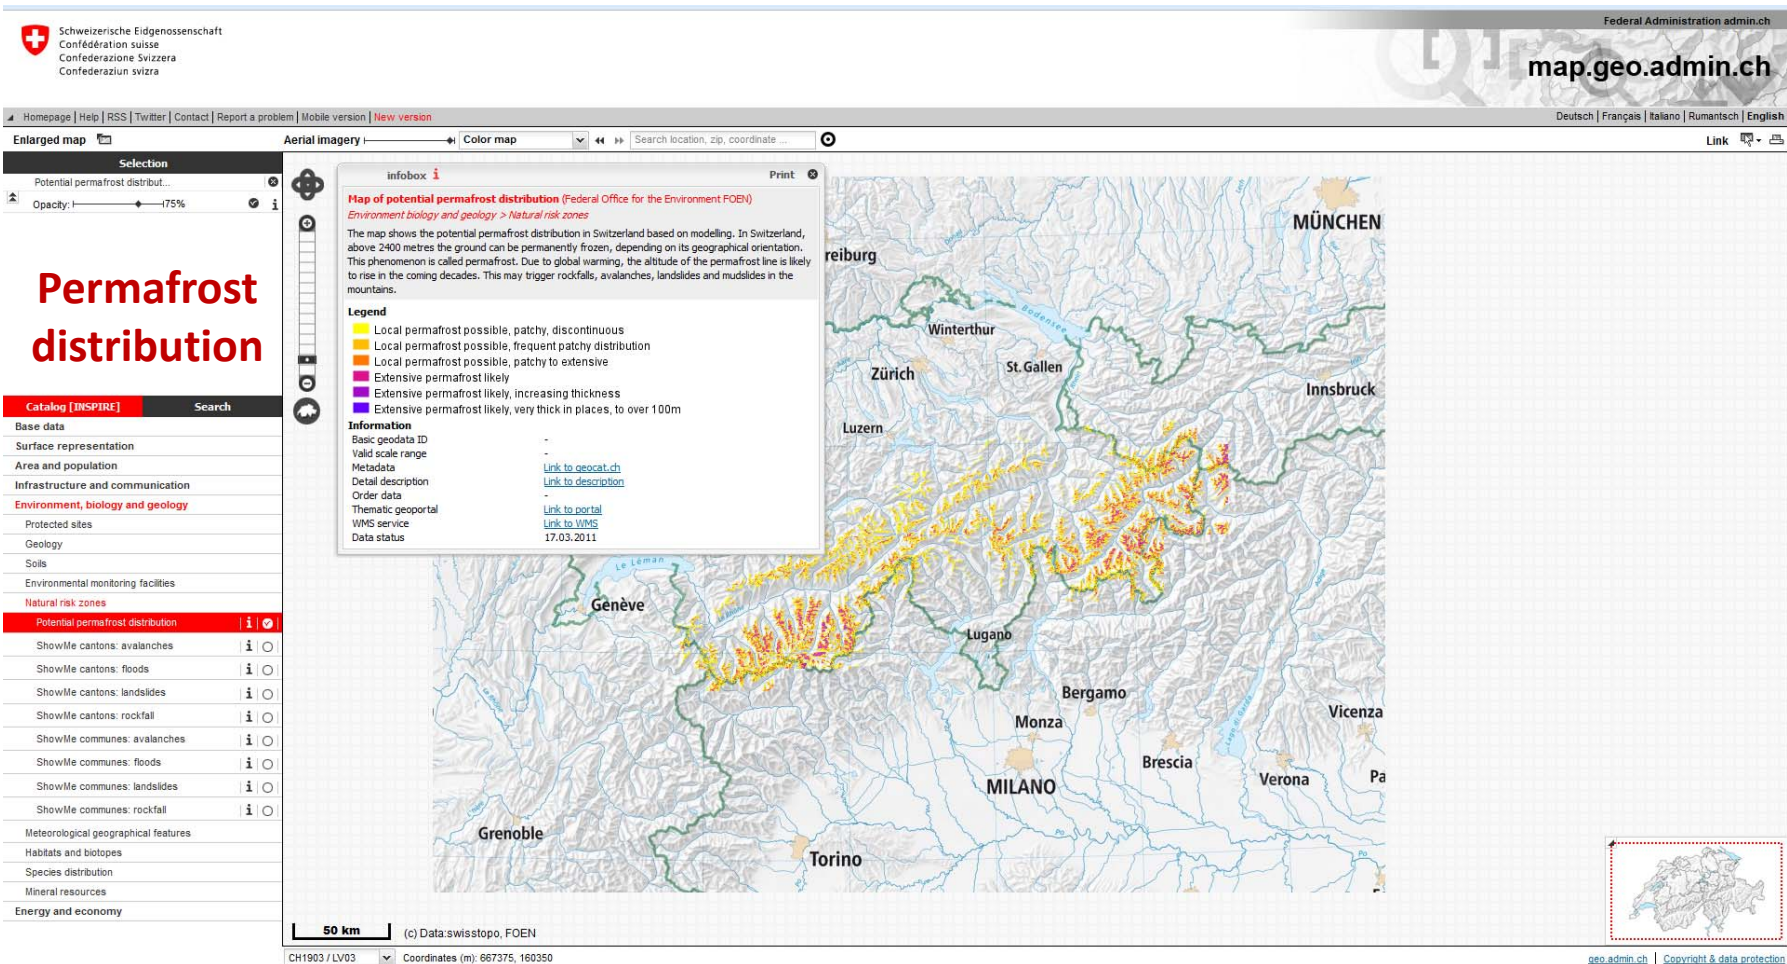 Schweizerische Eidgenossenschaft
Confédération suisse
Confederazione Svizzera
Confederaziun svizra
Federal Administration admin.ch
map.geo.admin.ch
Homepage | Help | RSS | Twitter | Contact | Report a problem | Mobile version | New version
Deutsch | Français | Italiano | Rumantsch | English
Enlarged map
Aerial imagery
Color map
Search location, zip, coordinate ...
Link
Selection
Potential permafrost distribut...
Opacity:
75%
Permafrost
distribution
Catalog [INSPIRE]
Search
Base data
Surface representation
Area and population
Infrastructure and communication
Environment, biology and geology
Protected sites
Geology
Soils
Environmental monitoring facilities
Natural risk zones
Potential permafrost distribution
ShowMe cantons: avalanches
ShowMe cantons: floods
ShowMe cantons: landslides
ShowMe cantons: rockfall
ShowMe communes: avalanches
ShowMe communes: floods
ShowMe communes: landslides
ShowMe communes: rockfall
Meteorological geographical features
Habitats and biotopes
Species distribution
Mineral resources
Energy and economy
infobox i
Print
Map of potential permafrost distribution (Federal Office for the Environment FOEN)
Environment biology and geology > Natural risk zones
The map shows the potential permafrost distribution in Switzerland based on modelling. In Switzerland,
above 2400 metres the ground can be permanently frozen, depending on its geographical orientation.
This phenomenon is called permafrost. Due to global warming, the altitude of the permafrost line is likely
to rise in the coming decades. This may trigger rockfalls, avalanches, landslides and mudslides in the
mountains.
Legend
Local permafrost possible, patchy, discontinuous
Local permafrost possible, frequent patchy distribution
Local permafrost possible, patchy to extensive
Extensive permafrost likely
Extensive permafrost likely, increasing thickness
Extensive permafrost likely, very thick in places, to over 100m
Information
Basic geodata ID -
Valid scale range -
Metadata Link to geocat.ch
Detail description Link to description
Order data -
Thematic geoportal Link to portal
WMS service Link to WMS
Data status 17.03.2011
MÜNCHEN
reiburg
Bodensee
Winterthur
St. Gallen
Zürich
Innsbruck
Luzern
Le Léman
Genève
Lugano
Bergamo
Monza
Vicenza
Brescia
Verona
Pa
MILANO
Grenoble
Torino
Po
50 km
(c) Data:swisstopo, FOEN
CH1903 / LV03
Coordinates (m): 667375, 160350
geo.admin.ch | Copyright & data protection